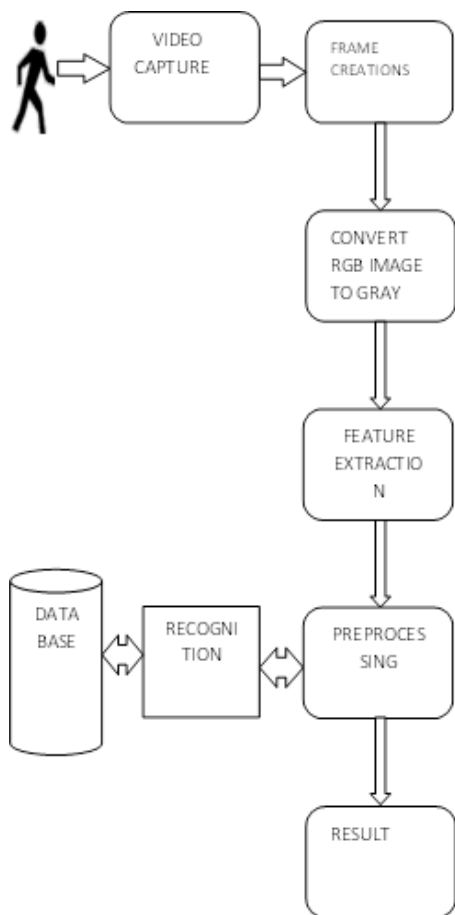 VIDEO
CAPTURE
FRAME
CREATIONS
CONVERT
RGB IMAGE
TO GRAY
FEATURE
EXTRACTIO
N
DATA
BASE
RECOGNI
TION
PREPROCES
SING
RESULT